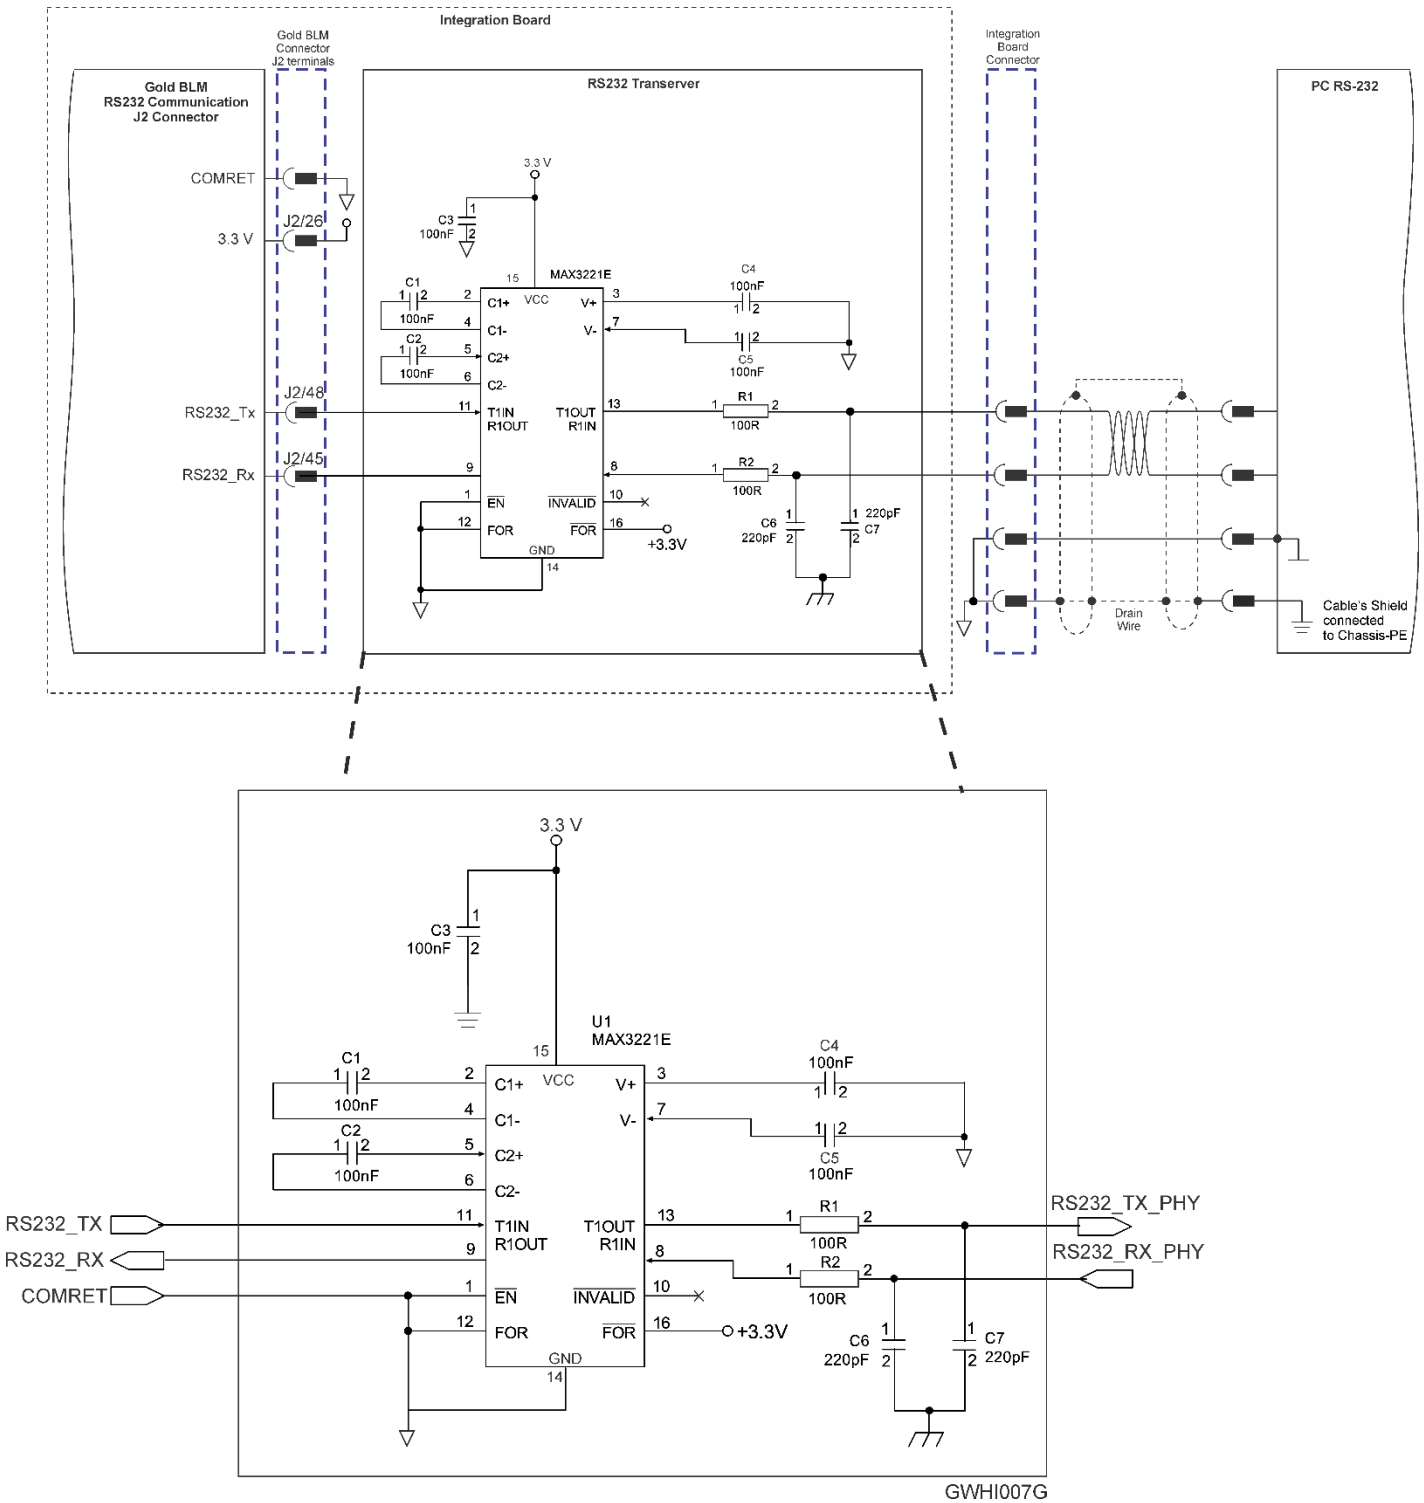 Integration Board
Gold BLM
Connector
J2 terminals
Integration
Board
Connector
Gold BLM
RS232 Communication
J2 Connector
RS232 Transerver
PC RS-232
3.3 V
COMRET
J2/26
3.3 V
C3
100nF
1
2
15
MAX3221E
VCC
C1
1 2
100nF
2
C1+
V+
3
C4
100nF
1 2
4
C1-
V-
7
C2
1 2
100nF
5
C2+
1 2
C5
100nF
6
C2-
J2/48
RS232_Tx
11
T1IN
R1OUT
T1OUT
R1IN
13
1
R1
2
100R
J2/45
RS232_Rx
9
8
1
R2
2
100R
1
EN
INVALID
10
12
FOR
FOR
16
+3.3V
GND
14
1
C6
220pF
2
1
220pF
C7
2
Drain
Wire
Cable's Shield
connected
to Chassis-PE
3.3 V
C3
100nF
1
2
U1
MAX3221E
15
VCC
C1
1 2
100nF
2
C1+
V+
3
C4
100nF
1 2
4
C1-
V-
7
C2
1 2
100nF
5
C2+
1 2
C5
100nF
6
C2-
RS232_TX
11
T1IN
R1OUT
T1OUT
R1IN
13
1
R1
2
100R
RS232_TX_PHY
RS232_RX
9
8
1
R2
2
100R
RS232_RX_PHY
COMRET
1
EN
INVALID
10
12
FOR
FOR
16
+3.3V
GND
14
1
C6
220pF
2
1
C7
220pF
2
GWHI007G